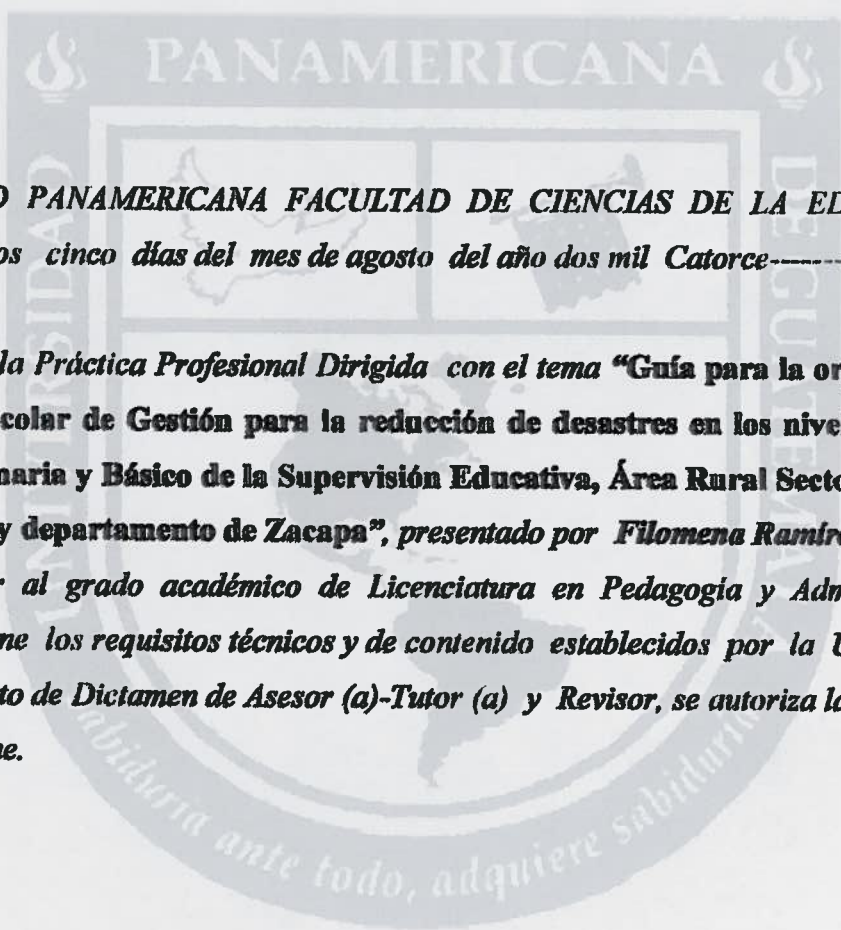 PANAMERICANA
UNIVERSIDAD
DE GUATEMA
D PANAMERICANA FACULTAD DE CIENCIAS DE LA ED
os cinco días del mes de agosto del año dos mil Catorce--------
la Práctica Profesional Dirigida con el tema “Guía para la or
colar de Gestión para la reducción de desastres en los nive
naria y Básico de la Supervisión Educativa, Área Rural Secto
y departamento de Zacapa”, presentado por Filomena Ramíre
r al grado académico de Licenciatura en Pedagogía y Adn
ne los requisitos técnicos y de contenido establecidos por la U
to de Dictamen de Asesor (a)-Tutor (a) y Revisor, se autoriza la
ne.
sabiduría ante todo, adquiere sabiduría